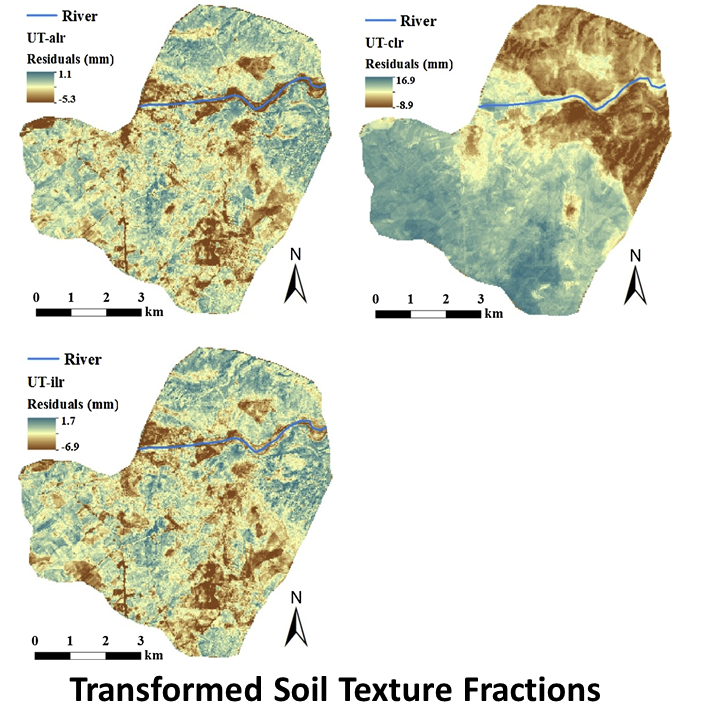 River
UT-alr
Residuals (mm)
1.1
-5.3
N
0 1 2 3
km
River
UT-clr
Residuals (mm)
16.9
-8.9
N
0 1 2 3
km
River
UT-ilr
Residuals (mm)
1.7
-6.9
N
0 1 2 3
km
Transformed Soil Texture Fractions